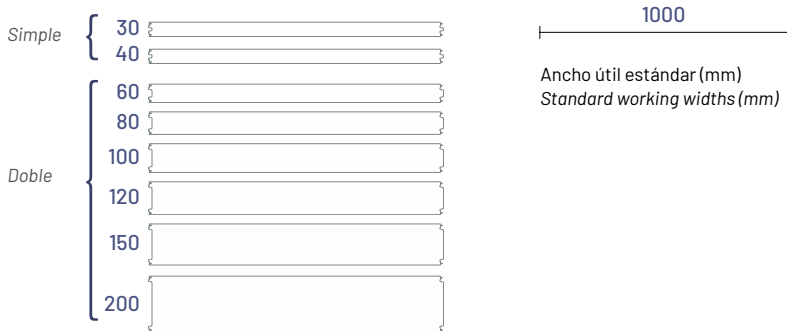 Simple
30
40
Doble
60
80
100
120
150
200
1000
Ancho útil estándar (mm)
Standard working widths (mm)